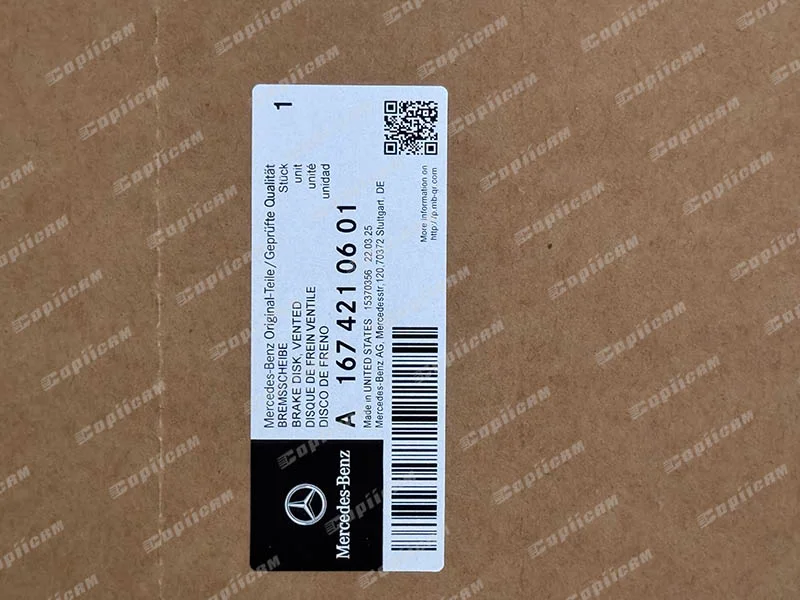 Mercedes-Benz Original-Teile/Geprüfte Qualität
BREMSSCHEIBE Stück 1
BRAKE DISK, VENTED unit
DISQUE DE FREIN VENTILE unité
DISCO DE FRENO unidad
A 167 421 06 01
Made in UNITED STATES 15370356 22.03.25
Mercedes-Benz AG, Mercedesstr.120,70372 Stuttgart, DE
More information on
http://p.mb-qr.com
Mercedes-Benz
Copiicam